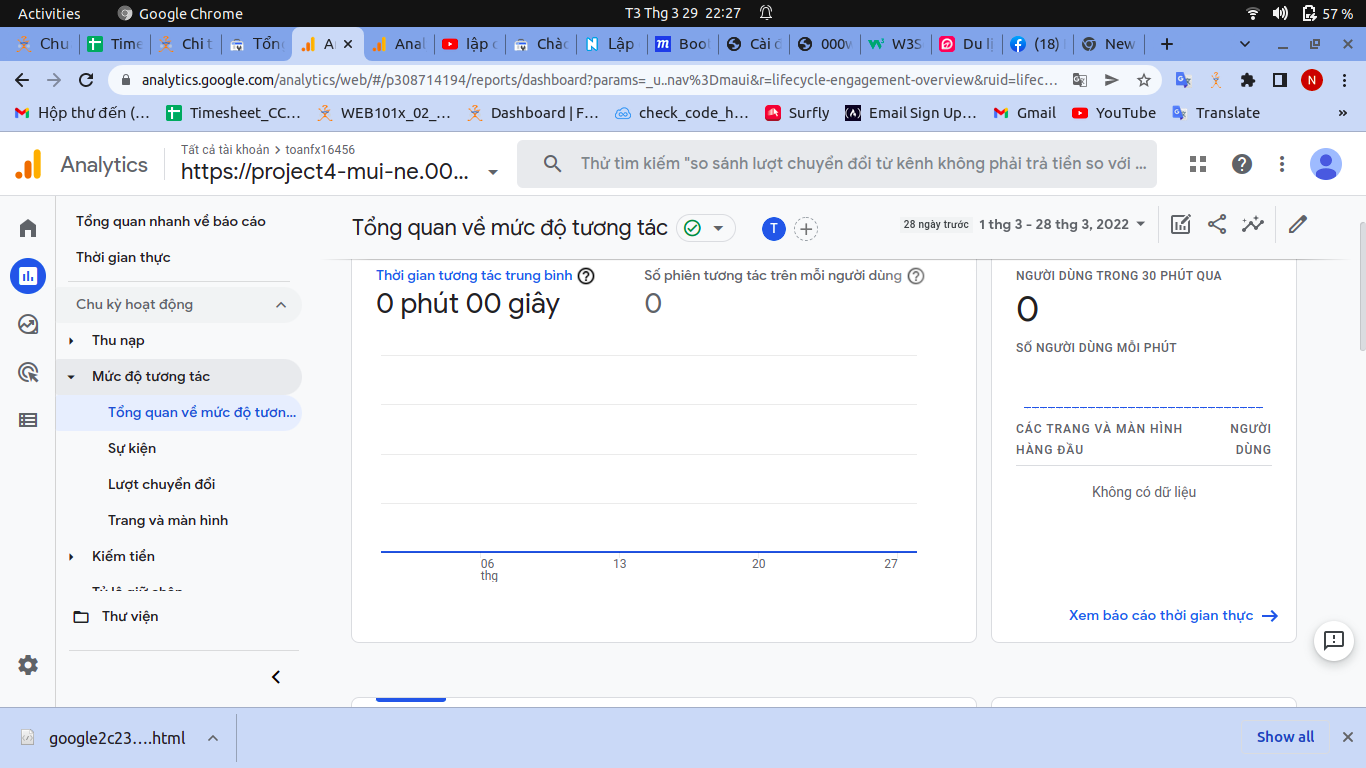 Activities
Google Chrome
T3 Thg 3 29 22:27
57 %
Chu
Time
Chi t
Tổng
A
Anal
lập c
Chào
Lập
Boot
Cài đ
000w
W3S
Du lị
(18)
New
analytics.google.com/analytics/web/#/p308714194/reports/dashboard?params=_u..nav%3Dmaui&r=lifecycle-engagement-overview&ruid=lifec...
N
Hộp thư đến (...
Timesheet_CC...
WEB101x_02_...
Dashboard | F...
check_code_h...
Surfly
Email Sign Up...
Gmail
YouTube
Translate
»
Analytics
Tất cả tài khoản > toanfx16456
https://project4-mui-ne.00...
Thử tìm kiếm "so sánh lượt chuyển đổi từ kênh không phải trả tiền so với ...
Tổng quan nhanh về báo cáo
Thời gian thực
Chu kỳ hoạt động
Thu nạp
Mức độ tương tác
Tổng quan về mức độ tươn...
Sự kiện
Lượt chuyển đổi
Trang và màn hình
Kiếm tiền
Tỷ lệ giữ chân
Thư viện
Tổng quan về mức độ tương tác
T
28 ngày trước 1 thg 3 - 28 thg 3, 2022
Thời gian tương tác trung bình
0 phút 00 giây
Số phiên tương tác trên mỗi người dùng
0
06
thg
13
20
27
NGƯỜI DÙNG TRONG 30 PHÚT QUA
0
SỐ NGƯỜI DÙNG MỖI PHÚT
CÁC TRANG VÀ MÀN HÌNH
HÀNG ĐẦU
NGƯỜI
DÙNG
Không có dữ liệu
Xem báo cáo thời gian thực
google2c23....html
Show all